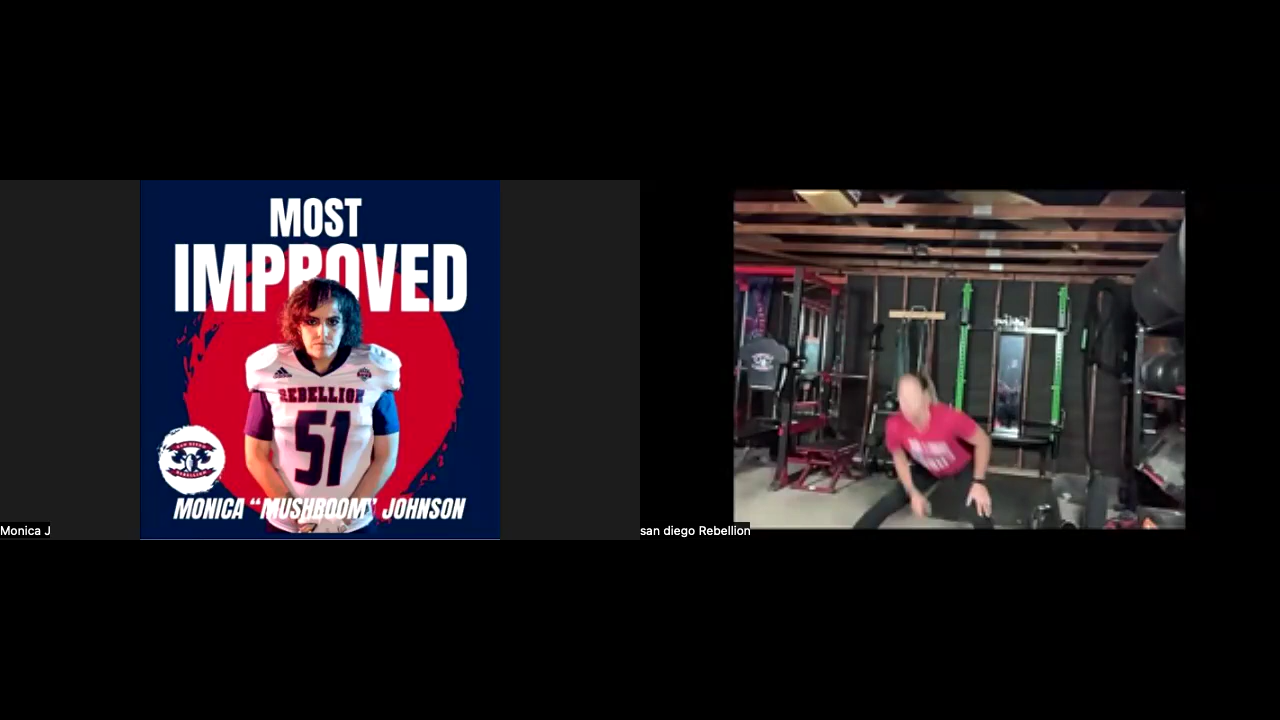 MOST
IMPROVED
REBELLION
51
MONICA "MUSHROOM" JOHNSON
Monica J
san diego Rebellion